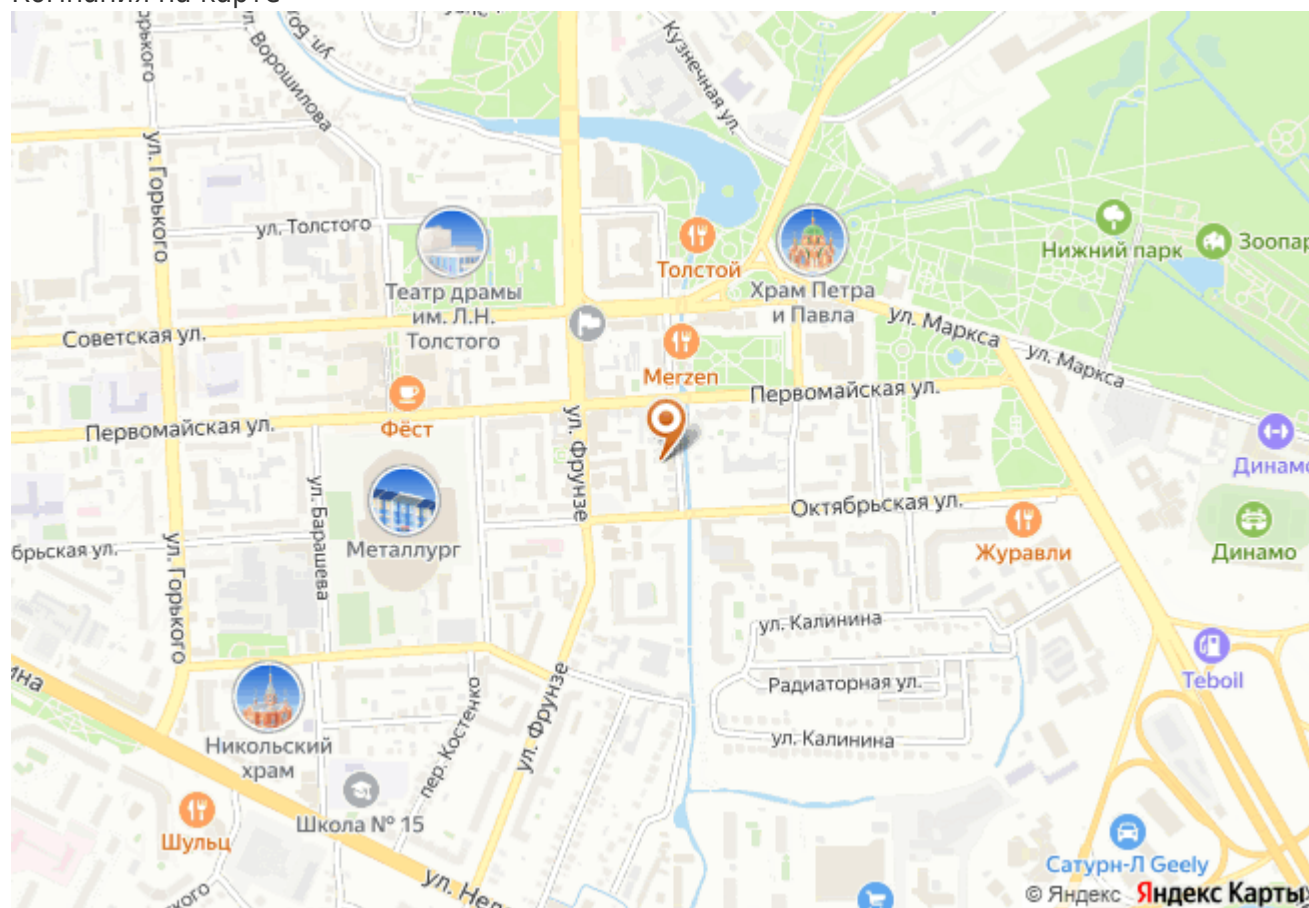 Компания на карте
ул. Ворошилова
Кузнечная ул.
ул. Горького
ул. Толстого
Толстой
Нижний парк
Театр драмы
им. Л.Н.
Толстого
Храм Петра
и Павла
Советская ул.
ул. Маркса
ул. Маркса
Merzen
Первомайская ул.
Фёст
Первомайская ул.
ул. Фрунзе
Октябрьская ул.
Металлург
ул. Барашева
Журавли
Динамо
ул. Горького
ул. Калинина
Радиаторная ул.
Teboil
ул. Фрунзе
пер. Костенко
Никольский
храм
ул. Калинина
Школа № 15
Шульц
Сатурн-Л Geely
© Яндекс Яндекс Карты